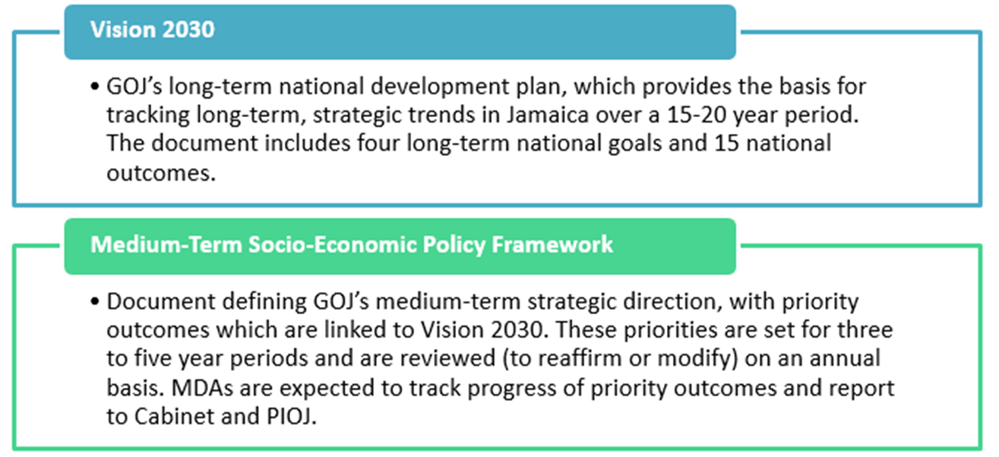 Vision 2030
• GOJ’s long-term national development plan, which provides the basis for
tracking long-term, strategic trends in Jamaica over a 15-20 year period.
The document includes four long-term national goals and 15 national
outcomes.
Medium-Term Socio-Economic Policy Framework
• Document defining GOJ’s medium-term strategic direction, with priority
outcomes which are linked to Vision 2030. These priorities are set for three
to five year periods and are reviewed (to reaffirm or modify) on an annual
basis. MDAs are expected to track progress of priority outcomes and report
to Cabinet and PIOJ.